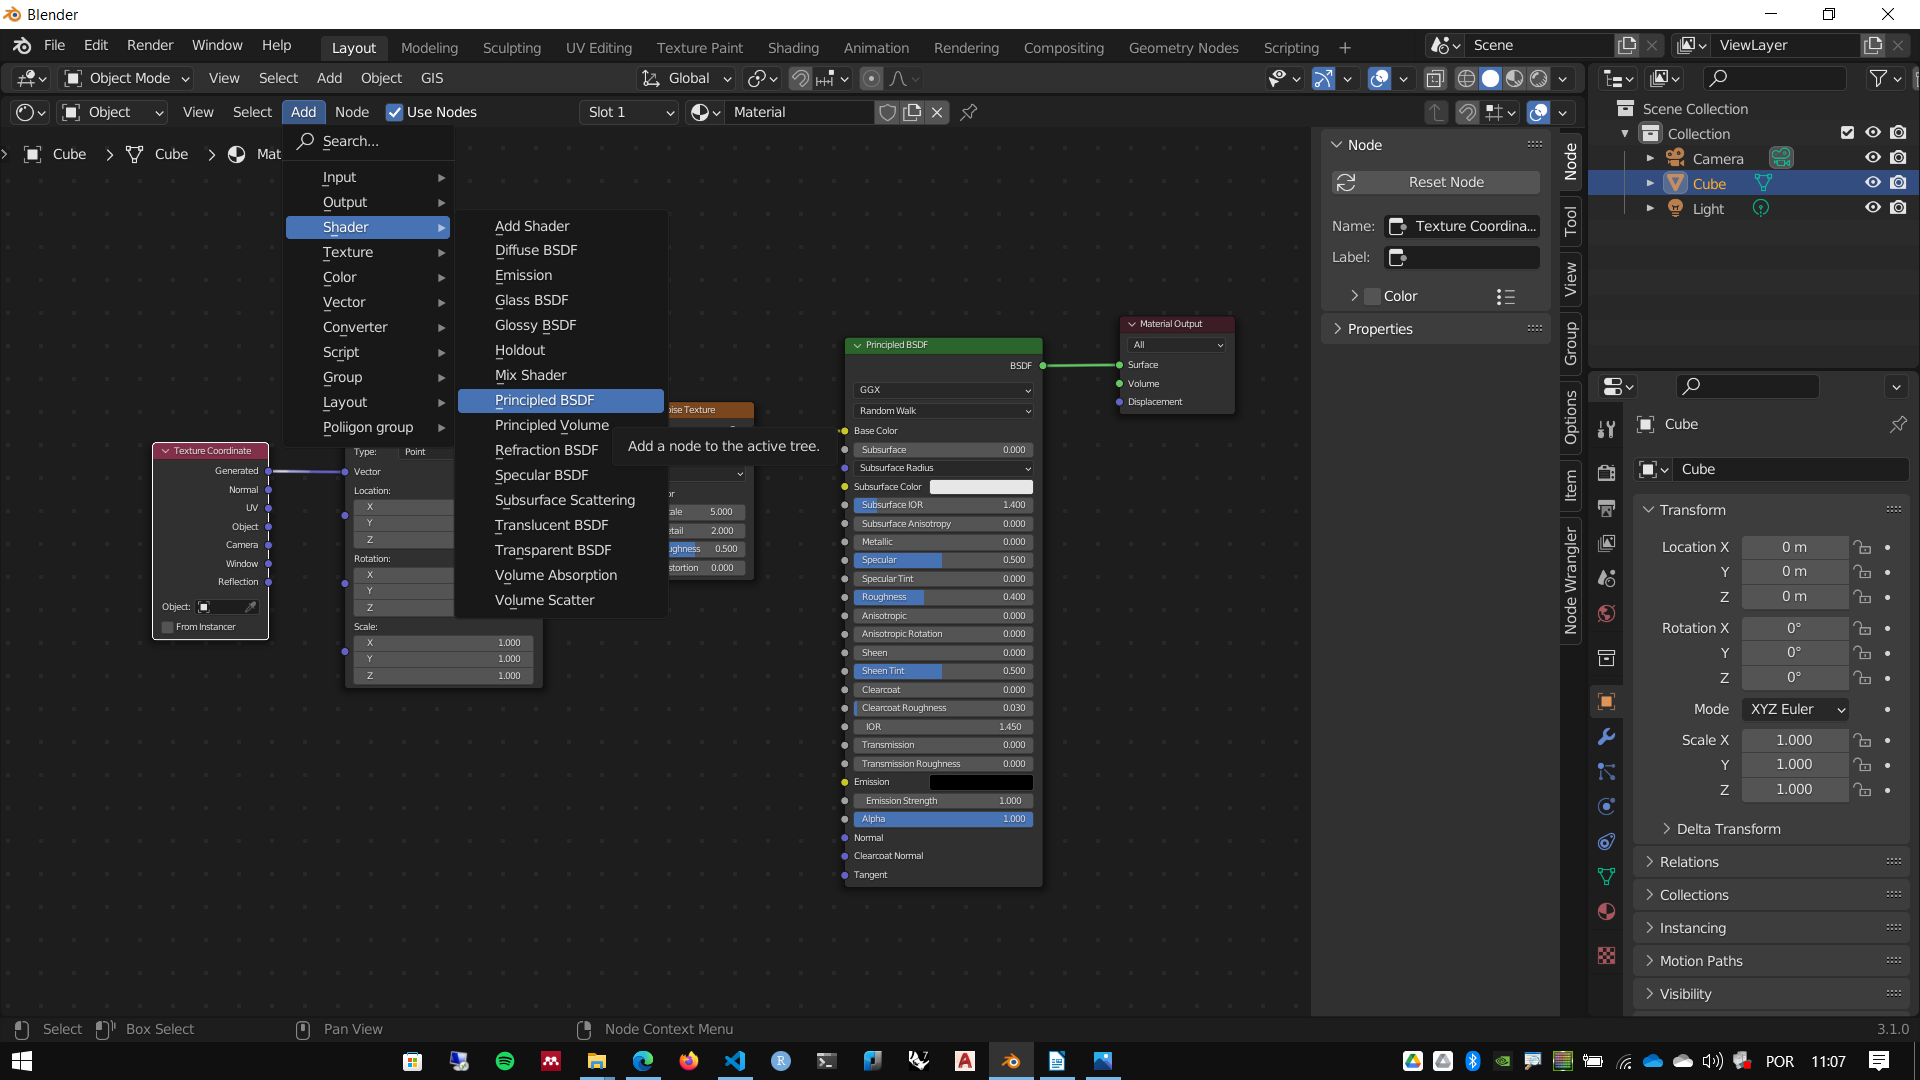 Blender
File Edit Render Window Help Layout Modeling Sculpting UV Editing Texture Paint Shading Animation Rendering Compositing Geometry Nodes Scripting + Scene ViewLayer
Object Mode View Select Add Object GIS Global
Object View Select Add Node Use Nodes Slot 1 Material
Cube > Cube > Mat
Search...
Input
Output
Shader
Texture
Color
Vector
Converter
Script
Group
Layout
Poliigon group
Add Shader
Diffuse BSDF
Emission
Glass BSDF
Glossy BSDF
Holdout
Mix Shader
Principled BSDF
Principled Volume
Refraction BSDF
Specular BSDF
Subsurface Scattering
Translucent BSDF
Transparent BSDF
Volume Absorption
Volume Scatter
Add a node to the active tree.
Texture Coordinate
Generated
Normal
UV
Object
Camera
Window
Reflection
Object:
From Instancer
Type: Point
Vector
Location:
X
Y
Z
Rotation:
X
Y
Z
Scale:
X 1.000
Y 1.000
Z 1.000
oise Texture
or
ale 5.000
etail 2.000
ughness 0.500
stortion 0.000
Principled BSDF
BSDF
GGX
Random Walk
Base Color
Subsurface 0.000
Subsurface Radius
Subsurface Color
Subsurface IOR 1.400
Subsurface Anisotropy 0.000
Metallic 0.000
Specular 0.500
Specular Tint 0.000
Roughness 0.400
Anisotropic 0.000
Anisotropic Rotation 0.000
Sheen 0.000
Sheen Tint 0.500
Clearcoat 0.000
Clearcoat Roughness 0.030
IOR 1.450
Transmission 0.000
Transmission Roughness 0.000
Emission
Emission Strength 1.000
Alpha 1.000
Normal
Clearcoat Normal
Tangent
Material Output
All
Surface
Volume
Displacement
Node
Reset Node
Name: Texture Coordina...
Label:
Color
Properties
Node
Tool
View
Group
Options
Item
Node Wrangler
Scene Collection
Collection
Camera
Cube
Light
Cube
Cube
Transform
Location X 0 m
Y 0 m
Z 0 m
Rotation X 0°
Y 0°
Z 0°
Mode XYZ Euler
Scale X 1.000
Y 1.000
Z 1.000
Delta Transform
Relations
Collections
Instancing
Motion Paths
Visibility
Select Box Select Pan View Node Context Menu 3.1.0
POR 11:07